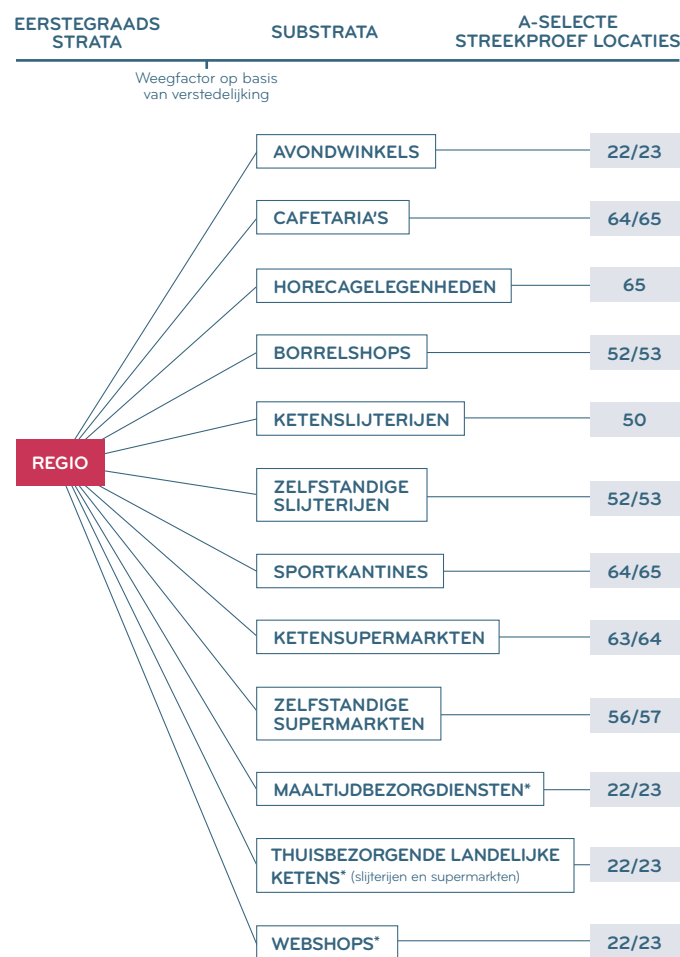 EERSTEGRAADS
STRATA
SUBSTRATA
A-SELECTE
STREEKPROEF LOCATIES
Weegfactor op basis
van verstedelijking
AVONDWINKELS
22/23
CAFETARIA'S
64/65
HORECAGELEGENHEDEN
65
BORRELSHOPS
52/53
KETENSLIJTERIJEN
50
REGIO
ZELFSTANDIGE
SLIJTERIJEN
52/53
SPORTKANTINES
64/65
KETENSUPERMARKTEN
63/64
ZELFSTANDIGE
SUPERMARKTEN
56/57
MAALTIJDBEZORGDIENSTEN*
22/23
THUISBEZORGENDE LANDELIJKE
KETENS* (slijterijen en supermarkten)
22/23
WEBSHOPS*
22/23